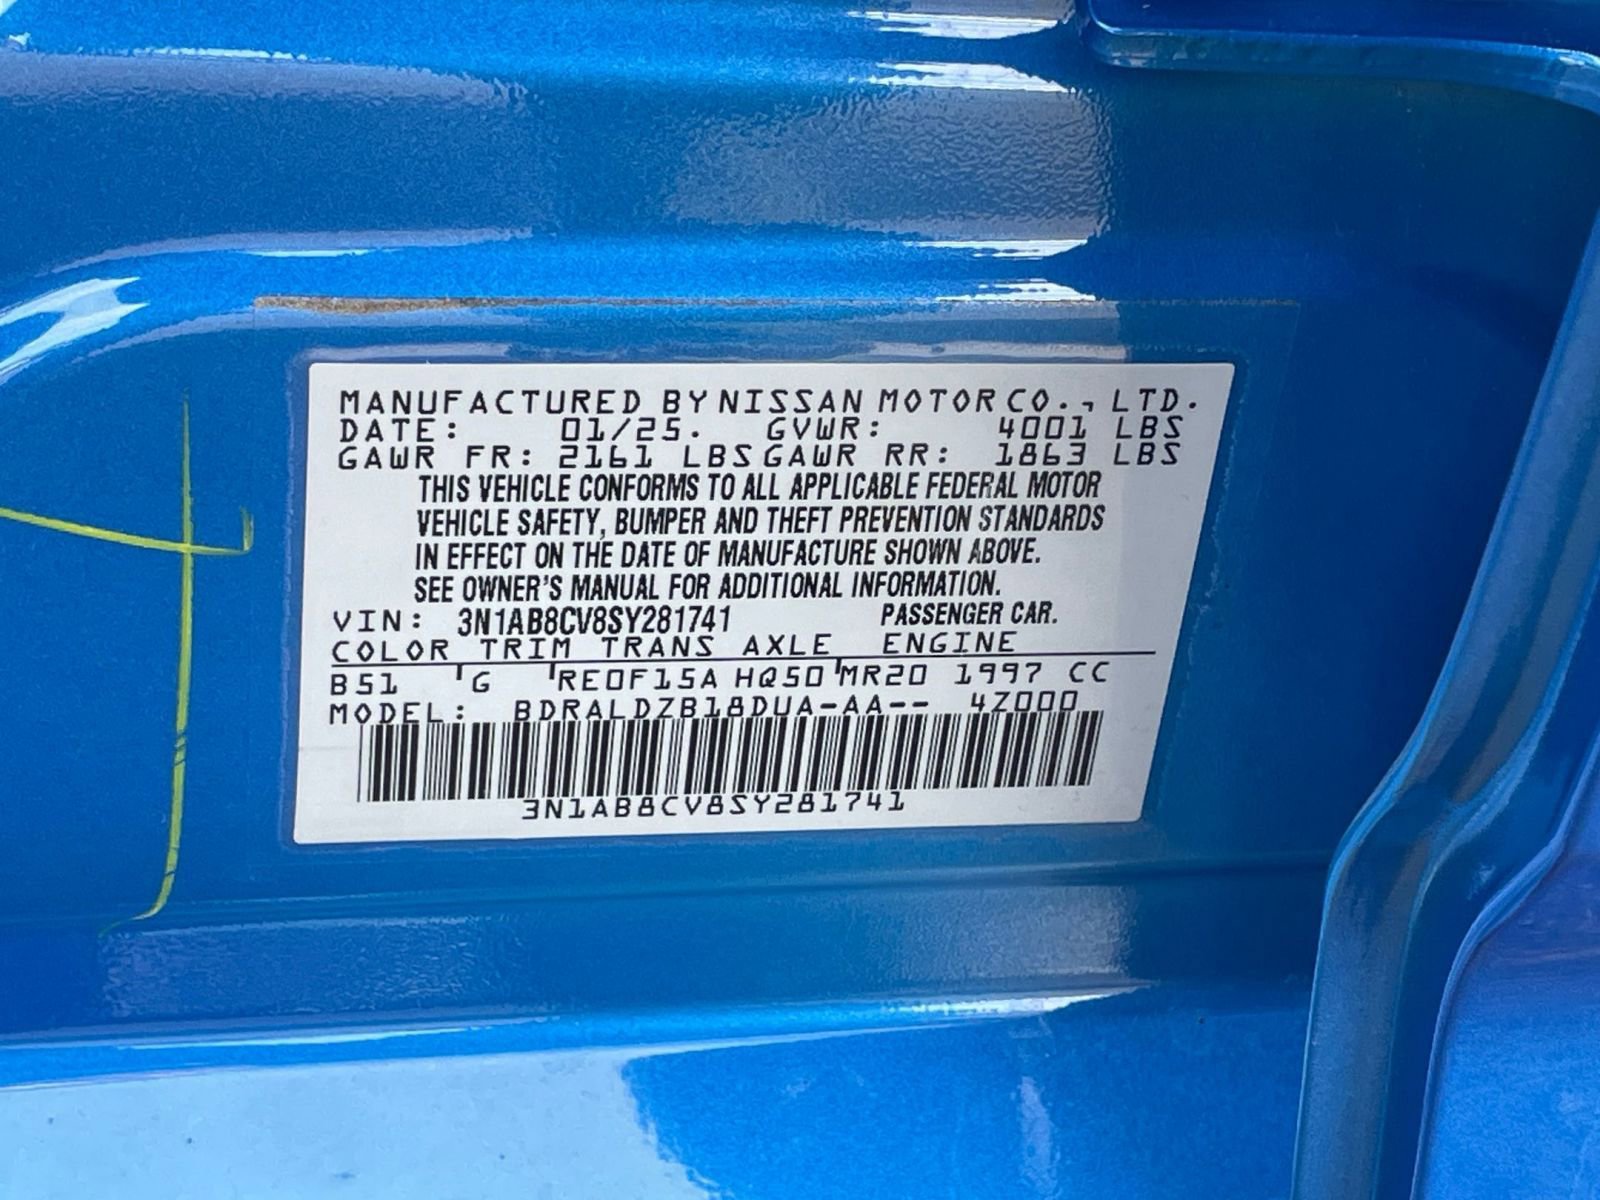 MANUFACTURED BY NISSAN MOTOR CO., LTD.
DATE: 01/25. GVWR: 4001 LBS
GAWR FR: 2161 LBS GAWR RR: 1863 LBS
THIS VEHICLE CONFORMS TO ALL APPLICABLE FEDERAL MOTOR
VEHICLE SAFETY, BUMPER AND THEFT PREVENTION STANDARDS
IN EFFECT ON THE DATE OF MANUFACTURE SHOWN ABOVE.
SEE OWNER'S MANUAL FOR ADDITIONAL INFORMATION.
VIN: 3N1AB8CV8SY281741 PASSENGER CAR.
COLOR TRIM TRANS AXLE ENGINE
B51 G RE0F15A HQ50 MR20 1997 CC
MODEL: BDRALDZB18DUA-AA-- 4Z000
3N1AB8CV8SY281741